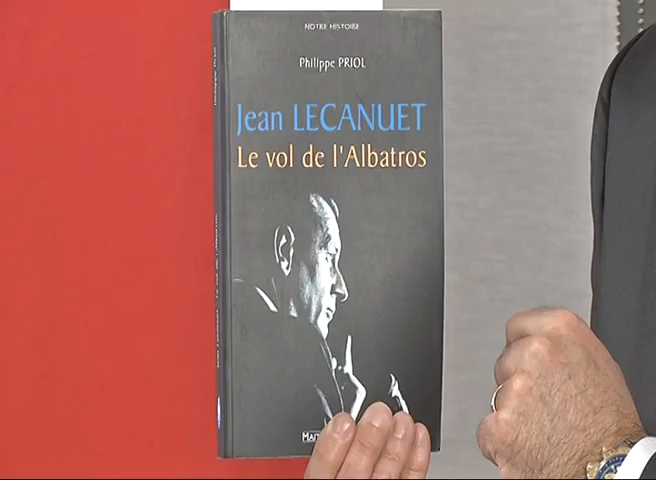 NOTRE HISTOIRE
Philippe PRIOL
Jean LECANUET
Le vol de l'Albatros